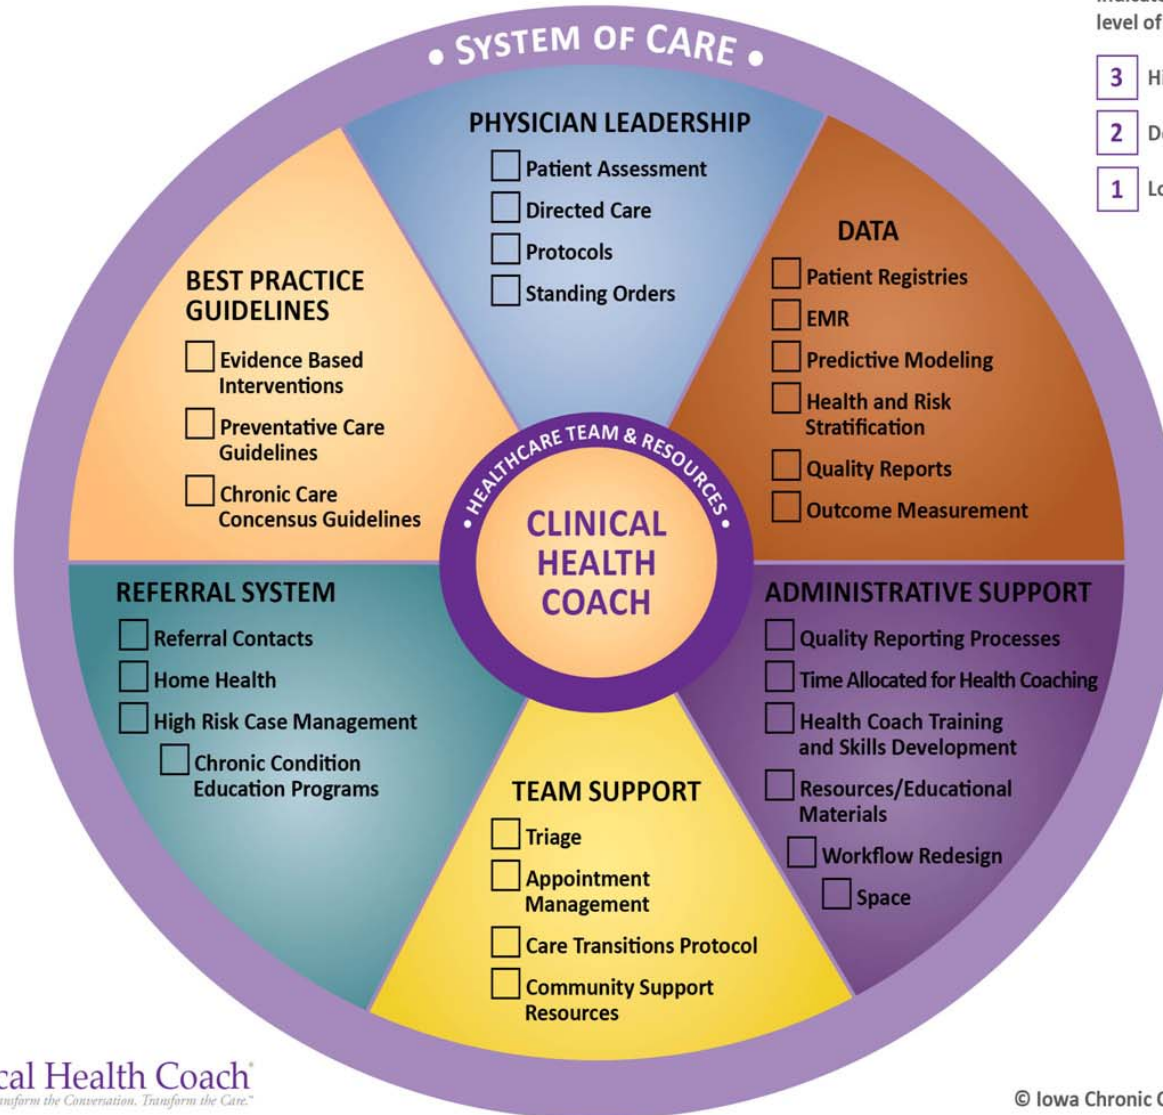 level of
3 Hi
2 D
1 Lo
• SYSTEM OF CARE •
PHYSICIAN LEADERSHIP
Patient Assessment
Directed Care
Protocols
Standing Orders
DATA
Patient Registries
EMR
Predictive Modeling
Health and Risk
Stratification
Quality Reports
Outcome Measurement
BEST PRACTICE
GUIDELINES
Evidence Based
Interventions
Preventative Care
Guidelines
Chronic Care
Concensus Guidelines
• HEALTHCARE TEAM & RESOURCES •
CLINICAL
HEALTH
COACH
REFERRAL SYSTEM
Referral Contacts
Home Health
High Risk Case Management
Chronic Condition
Education Programs
ADMINISTRATIVE SUPPORT
Quality Reporting Processes
Time Allocated for Health Coaching
Health Coach Training
and Skills Development
Resources/Educational
Materials
Workflow Redesign
Space
TEAM SUPPORT
Triage
Appointment
Management
Care Transitions Protocol
Community Support
Resources
cal Health Coach
ransform the Conversation. Transform the Care.™
© Iowa Chronic C